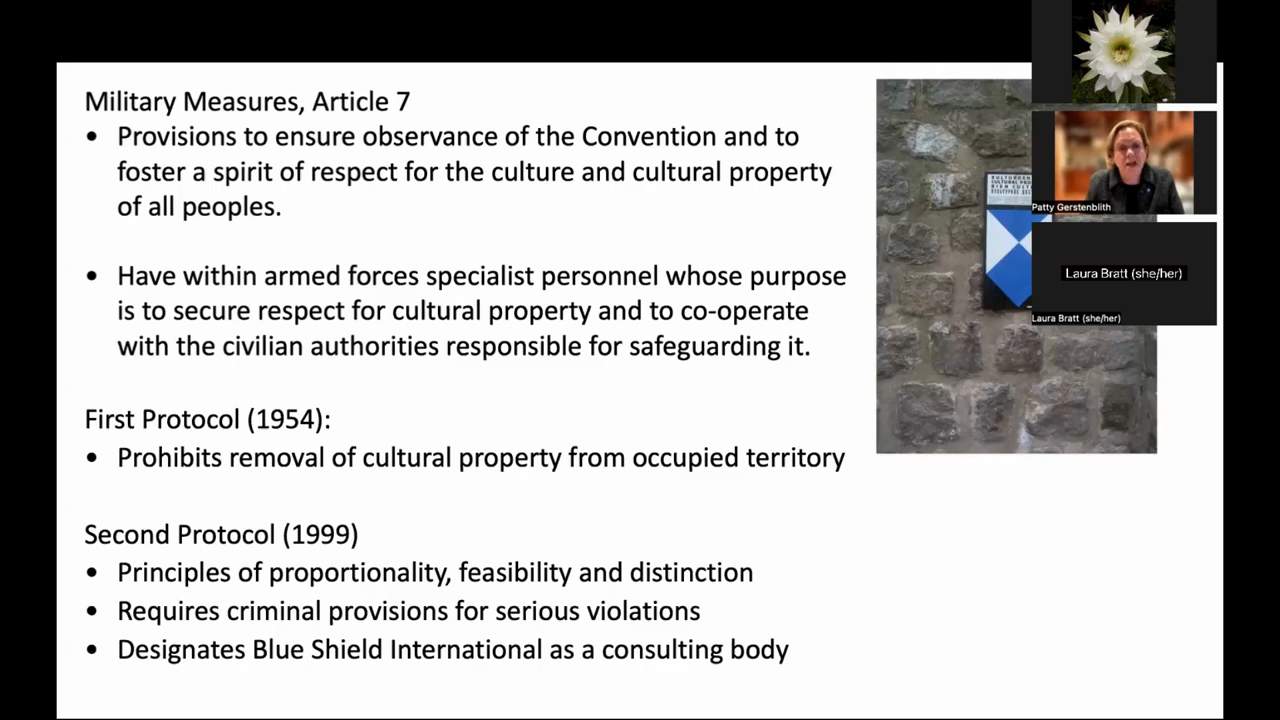 Military Measures, Article 7
• Provisions to ensure observance of the Convention and to
foster a spirit of respect for the culture and cultural property
of all peoples.
• Have within armed forces specialist personnel whose purpose
is to secure respect for cultural property and to co-operate
with the civilian authorities responsible for safeguarding it.
First Protocol (1954):
• Prohibits removal of cultural property from occupied territory
Second Protocol (1999)
• Principles of proportionality, feasibility and distinction
• Requires criminal provisions for serious violations
• Designates Blue Shield International as a consulting body
Patty Gerstenblith
Laura Bratt (she/her)
Laura Bratt (she/her)